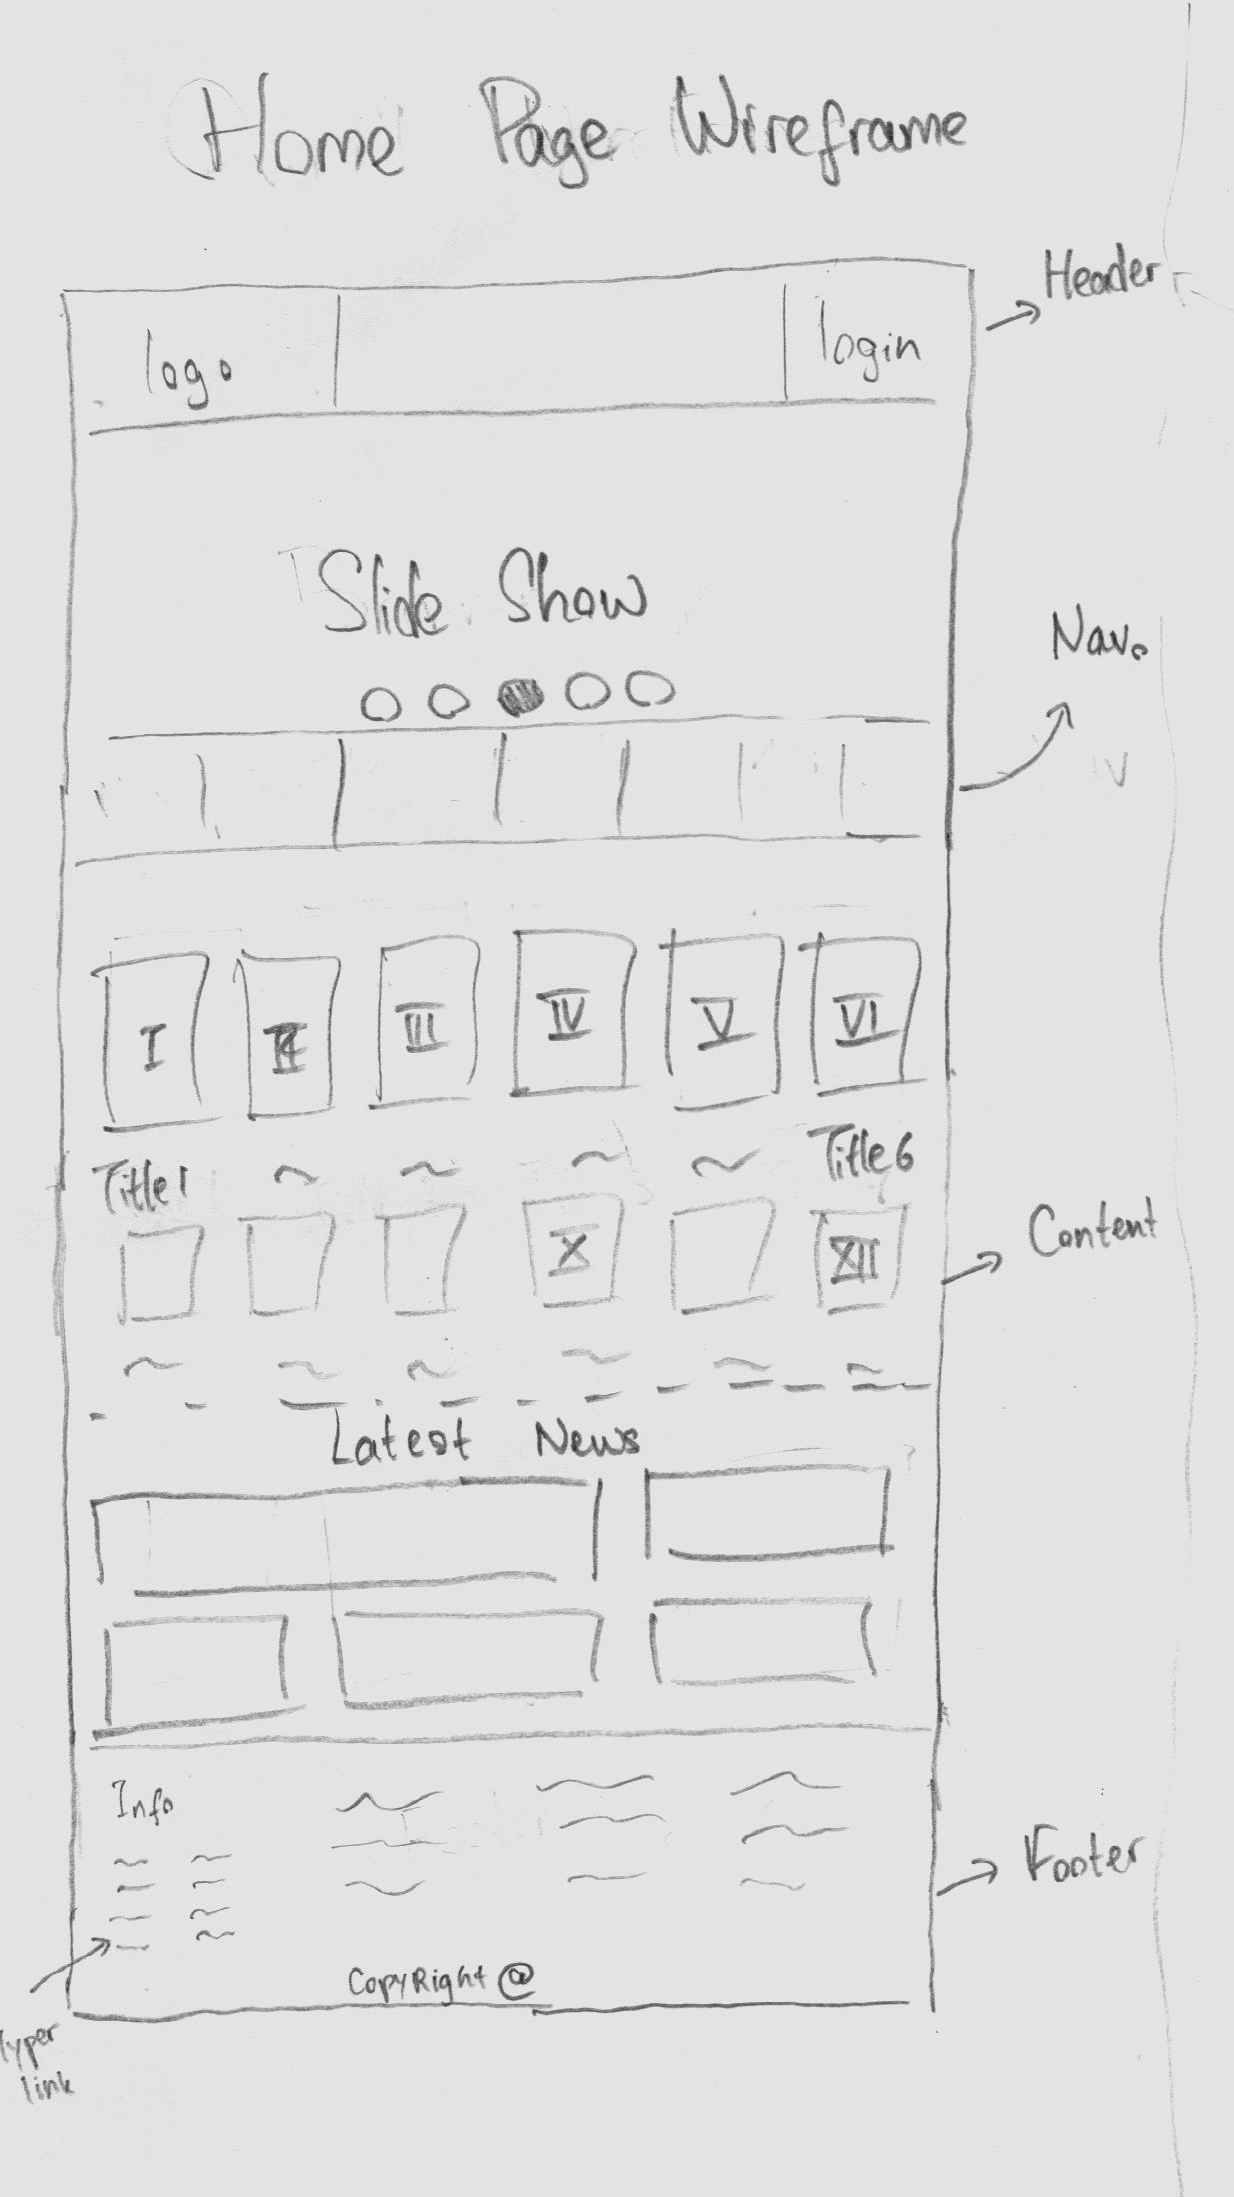 Home Page Wireframe
Header
logo
login
Slide Show
Nav.
I II III IV V VI
Title 1
Title 6
X XII
Content
Latest News
Info
Footer
CopyRight @
link